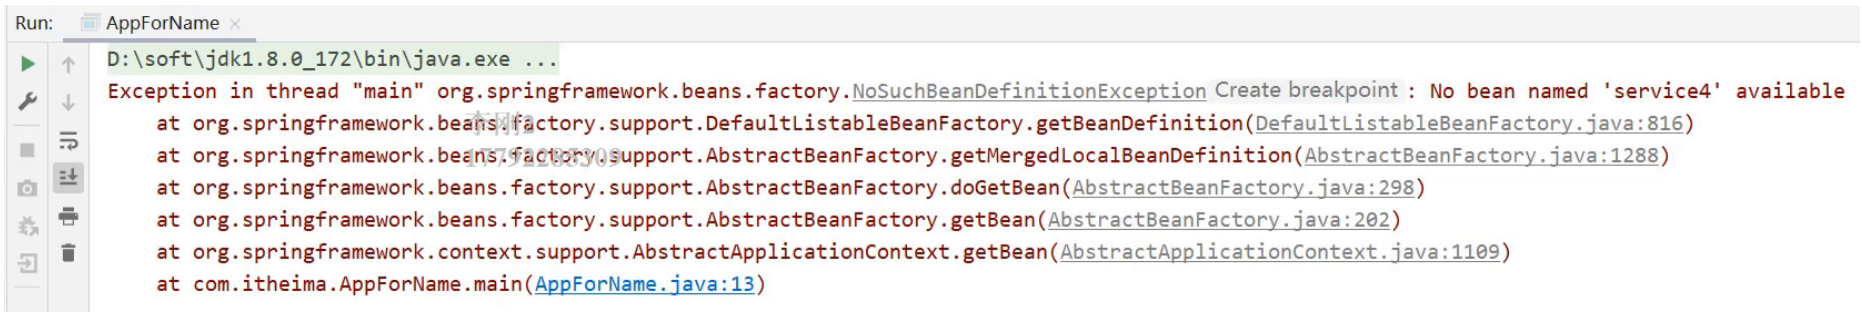 Run: AppForName
D:\soft\jdk1.8.0_172\bin\java.exe ...
Exception in thread "main" org.springframework.beans.factory.NoSuchBeanDefinitionException Create breakpoint : No bean named 'service4' available
at org.springframework.beans.factory.support.DefaultListableBeanFactory.getBeanDefinition(DefaultListableBeanFactory.java:816)
at org.springframework.beans.factory.support.AbstractBeanFactory.getMergedLocalBeanDefinition(AbstractBeanFactory.java:1288)
at org.springframework.beans.factory.support.AbstractBeanFactory.doGetBean(AbstractBeanFactory.java:298)
at org.springframework.beans.factory.support.AbstractBeanFactory.getBean(AbstractBeanFactory.java:202)
at org.springframework.context.support.AbstractApplicationContext.getBean(AbstractApplicationContext.java:1109)
at com.itheima.AppForName.main(AppForName.java:13)